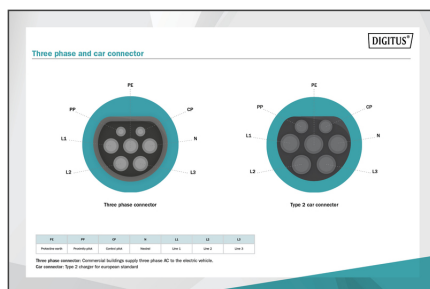 DIGITUS®
Three phase and car connector
PE
PP
CP
L1
N
L2
L3
Three phase connector
PE
PP
CP
L1
N
L2
L3
Type 2 car connector
PE PP CP N L1 L2 L3
Protective earth Proximity pilot Control pilot Neutral Line 1 Line 2 Line 3
Three phase connector: Commercial buildings supply three phase AC to the electric vehicle.
Car connector: Type 2 charger for european standard